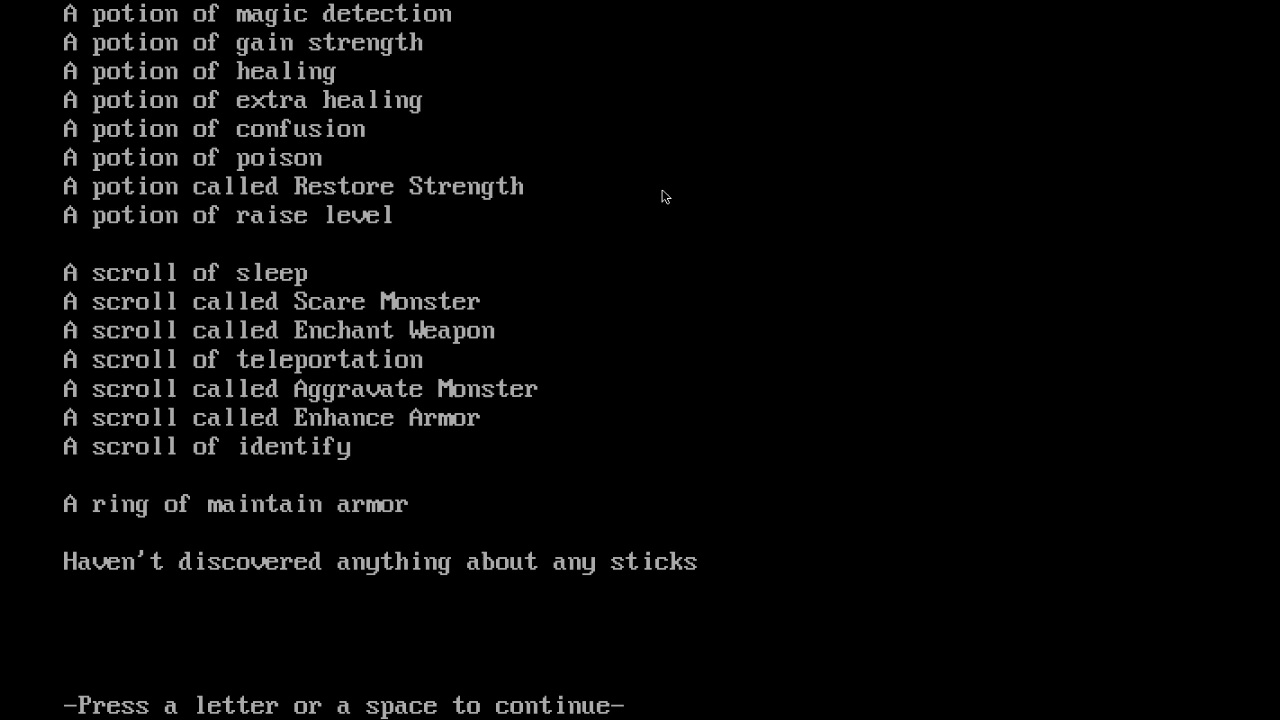 A potion of magic detection
A potion of gain strength
A potion of healing
A potion of extra healing
A potion of confusion
A potion of poison
A potion called Restore Strength
A potion of raise level
A scroll of sleep
A scroll called Scare Monster
A scroll called Enchant Weapon
A scroll of teleportation
A scroll called Aggravate Monster
A scroll called Enhance Armor
A scroll of identify
A ring of maintain armor
Haven't discovered anything about any sticks
-Press a letter or a space to continue-